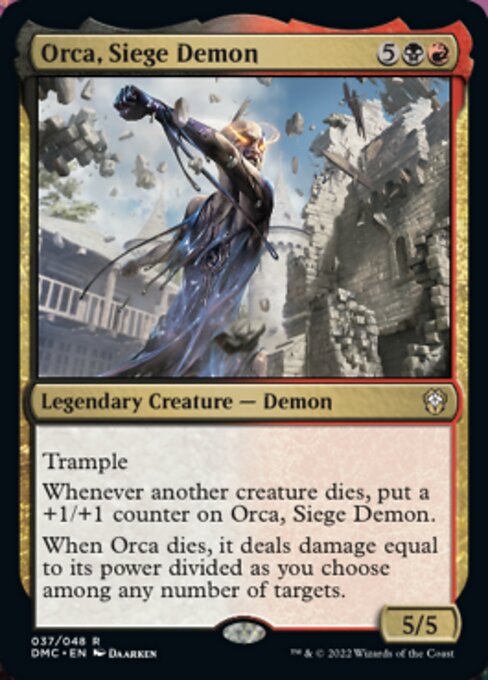 Orca, Siege Demon 5
Legendary Creature — Demon
Trample
Whenever another creature dies, put a
+1/+1 counter on Orca, Siege Demon.
When Orca dies, it deals damage equal
to its power divided as you choose
among any number of targets.
5/5
037/048 R
DMC • EN Daarken
™ & © 2022 Wizards of the Coast